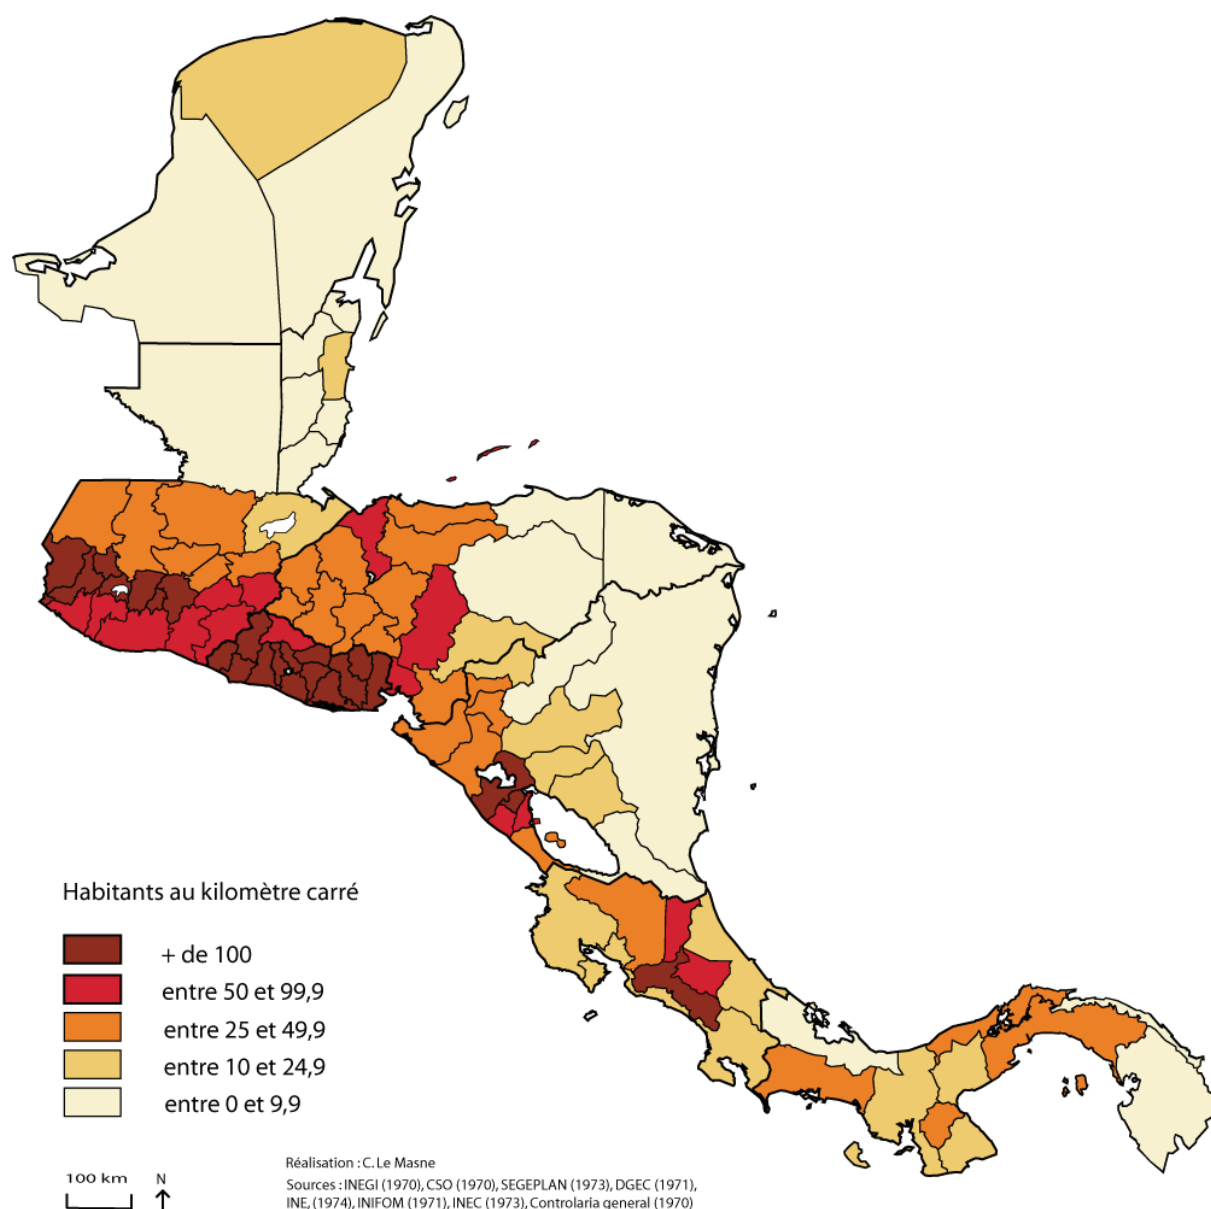 Habitants au kilomètre carré
+ de 100
entre 50 et 99,9
entre 25 et 49,9
entre 10 et 24,9
entre 0 et 9,9
100 km
N
Réalisation : C. Le Masne
Sources : INEGI (1970), CSO (1970), SEGEPLAN (1973), DGEC (1971),
INE, (1974), INIFOM (1971), INEC (1973), Controlaria general (1970)